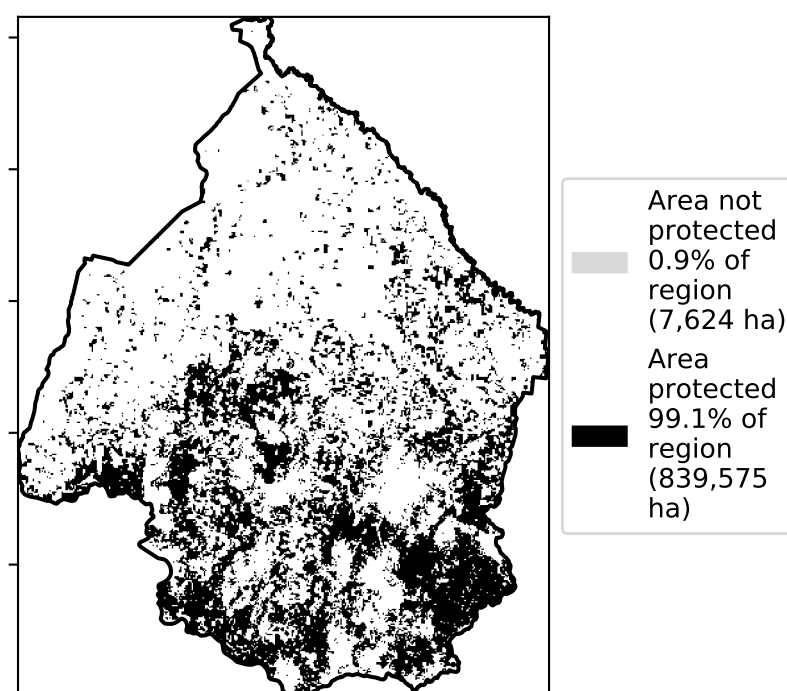 Area not
protected
0.9% of
region
(7,624 ha)
Area
protected
99.1% of
region
(839,575
ha)